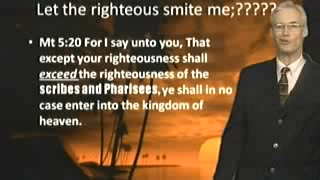 Let the righteous smite me;?????
• Mt 5:20 For I say unto you, That
except your righteousness shall
exceed the righteousness of the
scribes and Pharisees, ye shall in no
case enter into the kingdom of
heaven.